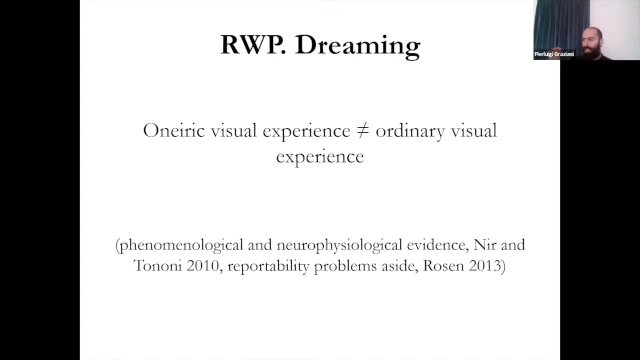 RWP. Dreaming
Pierluigi Graziani
Oneiric visual experience ≠ ordinary visual
experience
(phenomenological and neurophysiological evidence, Nir and
Tononi 2010, reportability problems aside, Rosen 2013)